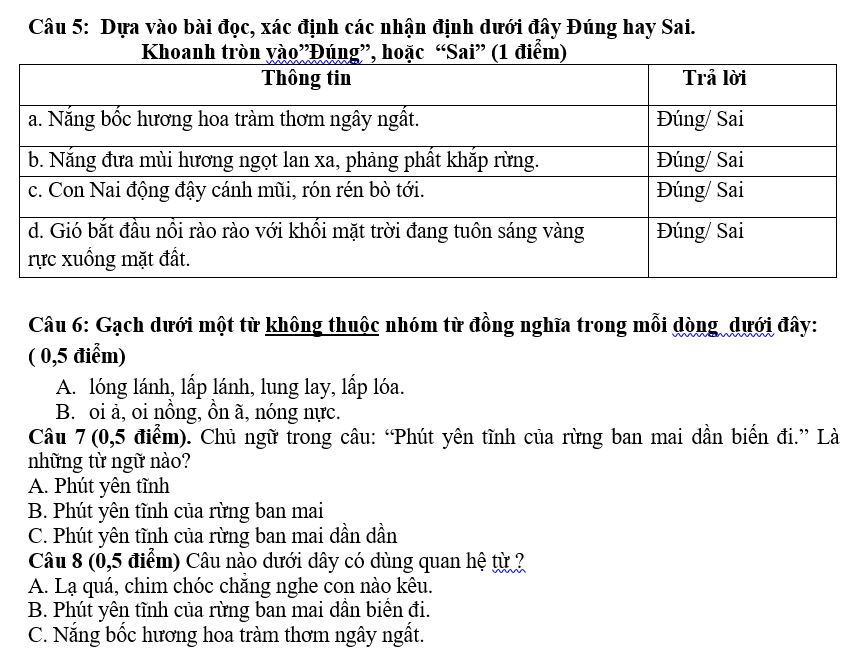 Câu 5: Dựa vào bài đọc, xác định các nhận định dưới đây Đúng hay Sai.
Khoanh tròn vào”Đúng”, hoặc “Sai” (1 điểm)
Thông tin Trả lời
a. Nắng bốc hương hoa tràm thơm ngây ngất. Đúng/ Sai
b. Nắng đưa mùi hương ngọt lan xa, phảng phất khắp rừng. Đúng/ Sai
c. Con Nai động đậy cánh mũi, rón rén bò tới. Đúng/ Sai
d. Gió bắt đầu nổi rào rào với khối mặt trời đang tuôn sáng vàng Đúng/ Sai
rực xuống mặt đất.
Câu 6: Gạch dưới một từ không thuộc nhóm từ đồng nghĩa trong mỗi dòng dưới đây:
( 0,5 điểm)
A. lóng lánh, lấp lánh, lung lay, lấp lóa.
B. oi ả, oi nồng, ồn ã, nóng nực.
Câu 7 (0,5 điểm). Chủ ngữ trong câu: “Phút yên tĩnh của rừng ban mai dần biến đi.” Là
những từ ngữ nào?
A. Phút yên tĩnh
B. Phút yên tĩnh của rừng ban mai
C. Phút yên tĩnh của rừng ban mai dần dần
Câu 8 (0,5 điểm) Câu nào dưới dây có dùng quan hệ từ ?
A. Lạ quá, chim chóc chẳng nghe con nào kêu.
B. Phút yên tĩnh của rừng ban mai dần biến đi.
C. Nắng bốc hương hoa tràm thơm ngây ngất.